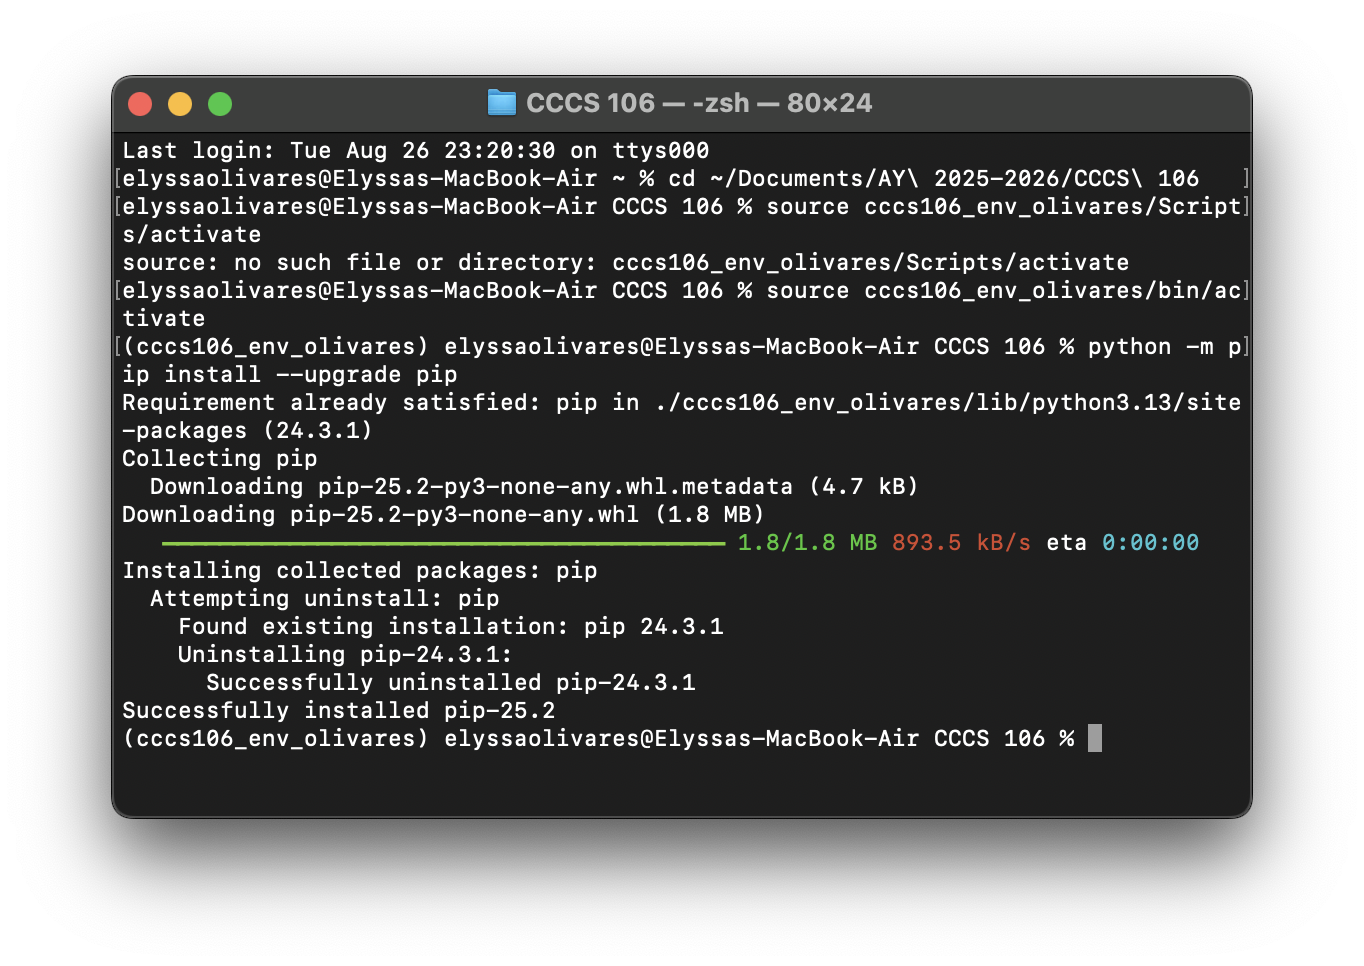 CCCS 106 — -zsh — 80×24
Last login: Tue Aug 26 23:20:30 on ttys000
[elyssaolivares@Elyssas-MacBook-Air ~ % cd ~/Documents/AY\ 2025-2026/CCCS\ 106   ]
[elyssaolivares@Elyssas-MacBook-Air CCCS 106 % source cccs106_env_olivares/Script]
s/activate
source: no such file or directory: cccs106_env_olivares/Scripts/activate
[elyssaolivares@Elyssas-MacBook-Air CCCS 106 % source cccs106_env_olivares/bin/ac]
tivate
[(cccs106_env_olivares) elyssaolivares@Elyssas-MacBook-Air CCCS 106 % python -m p]
ip install --upgrade pip
Requirement already satisfied: pip in ./cccs106_env_olivares/lib/python3.13/site
-packages (24.3.1)
Collecting pip
  Downloading pip-25.2-py3-none-any.whl.metadata (4.7 kB)
Downloading pip-25.2-py3-none-any.whl (1.8 MB)
1.8/1.8 MB 893.5 kB/s eta 0:00:00
Installing collected packages: pip
  Attempting uninstall: pip
    Found existing installation: pip 24.3.1
    Uninstalling pip-24.3.1:
      Successfully uninstalled pip-24.3.1
Successfully installed pip-25.2
(cccs106_env_olivares) elyssaolivares@Elyssas-MacBook-Air CCCS 106 %